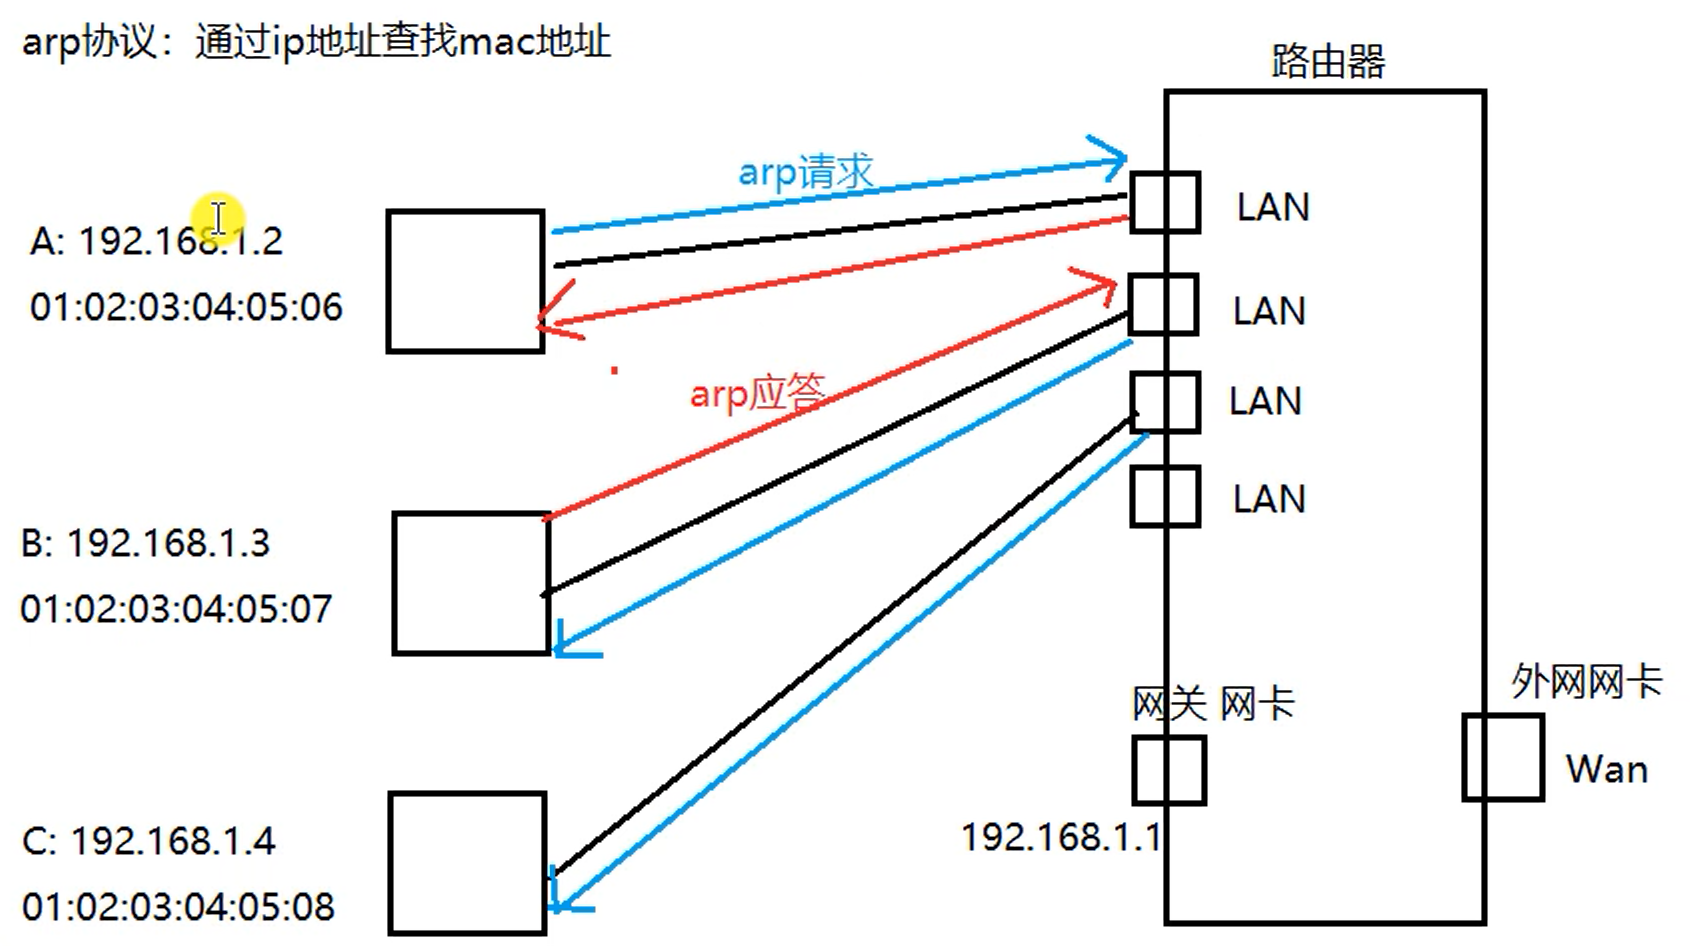 arp协议：通过ip地址查找mac地址
路由器
arp请求
LAN
A: 192.168.1.2
01:02:03:04:05:06
LAN
arp应答
LAN
LAN
B: 192.168.1.3
01:02:03:04:05:07
网关 网卡
外网网卡
Wan
192.168.1.1
C: 192.168.1.4
01:02:03:04:05:08